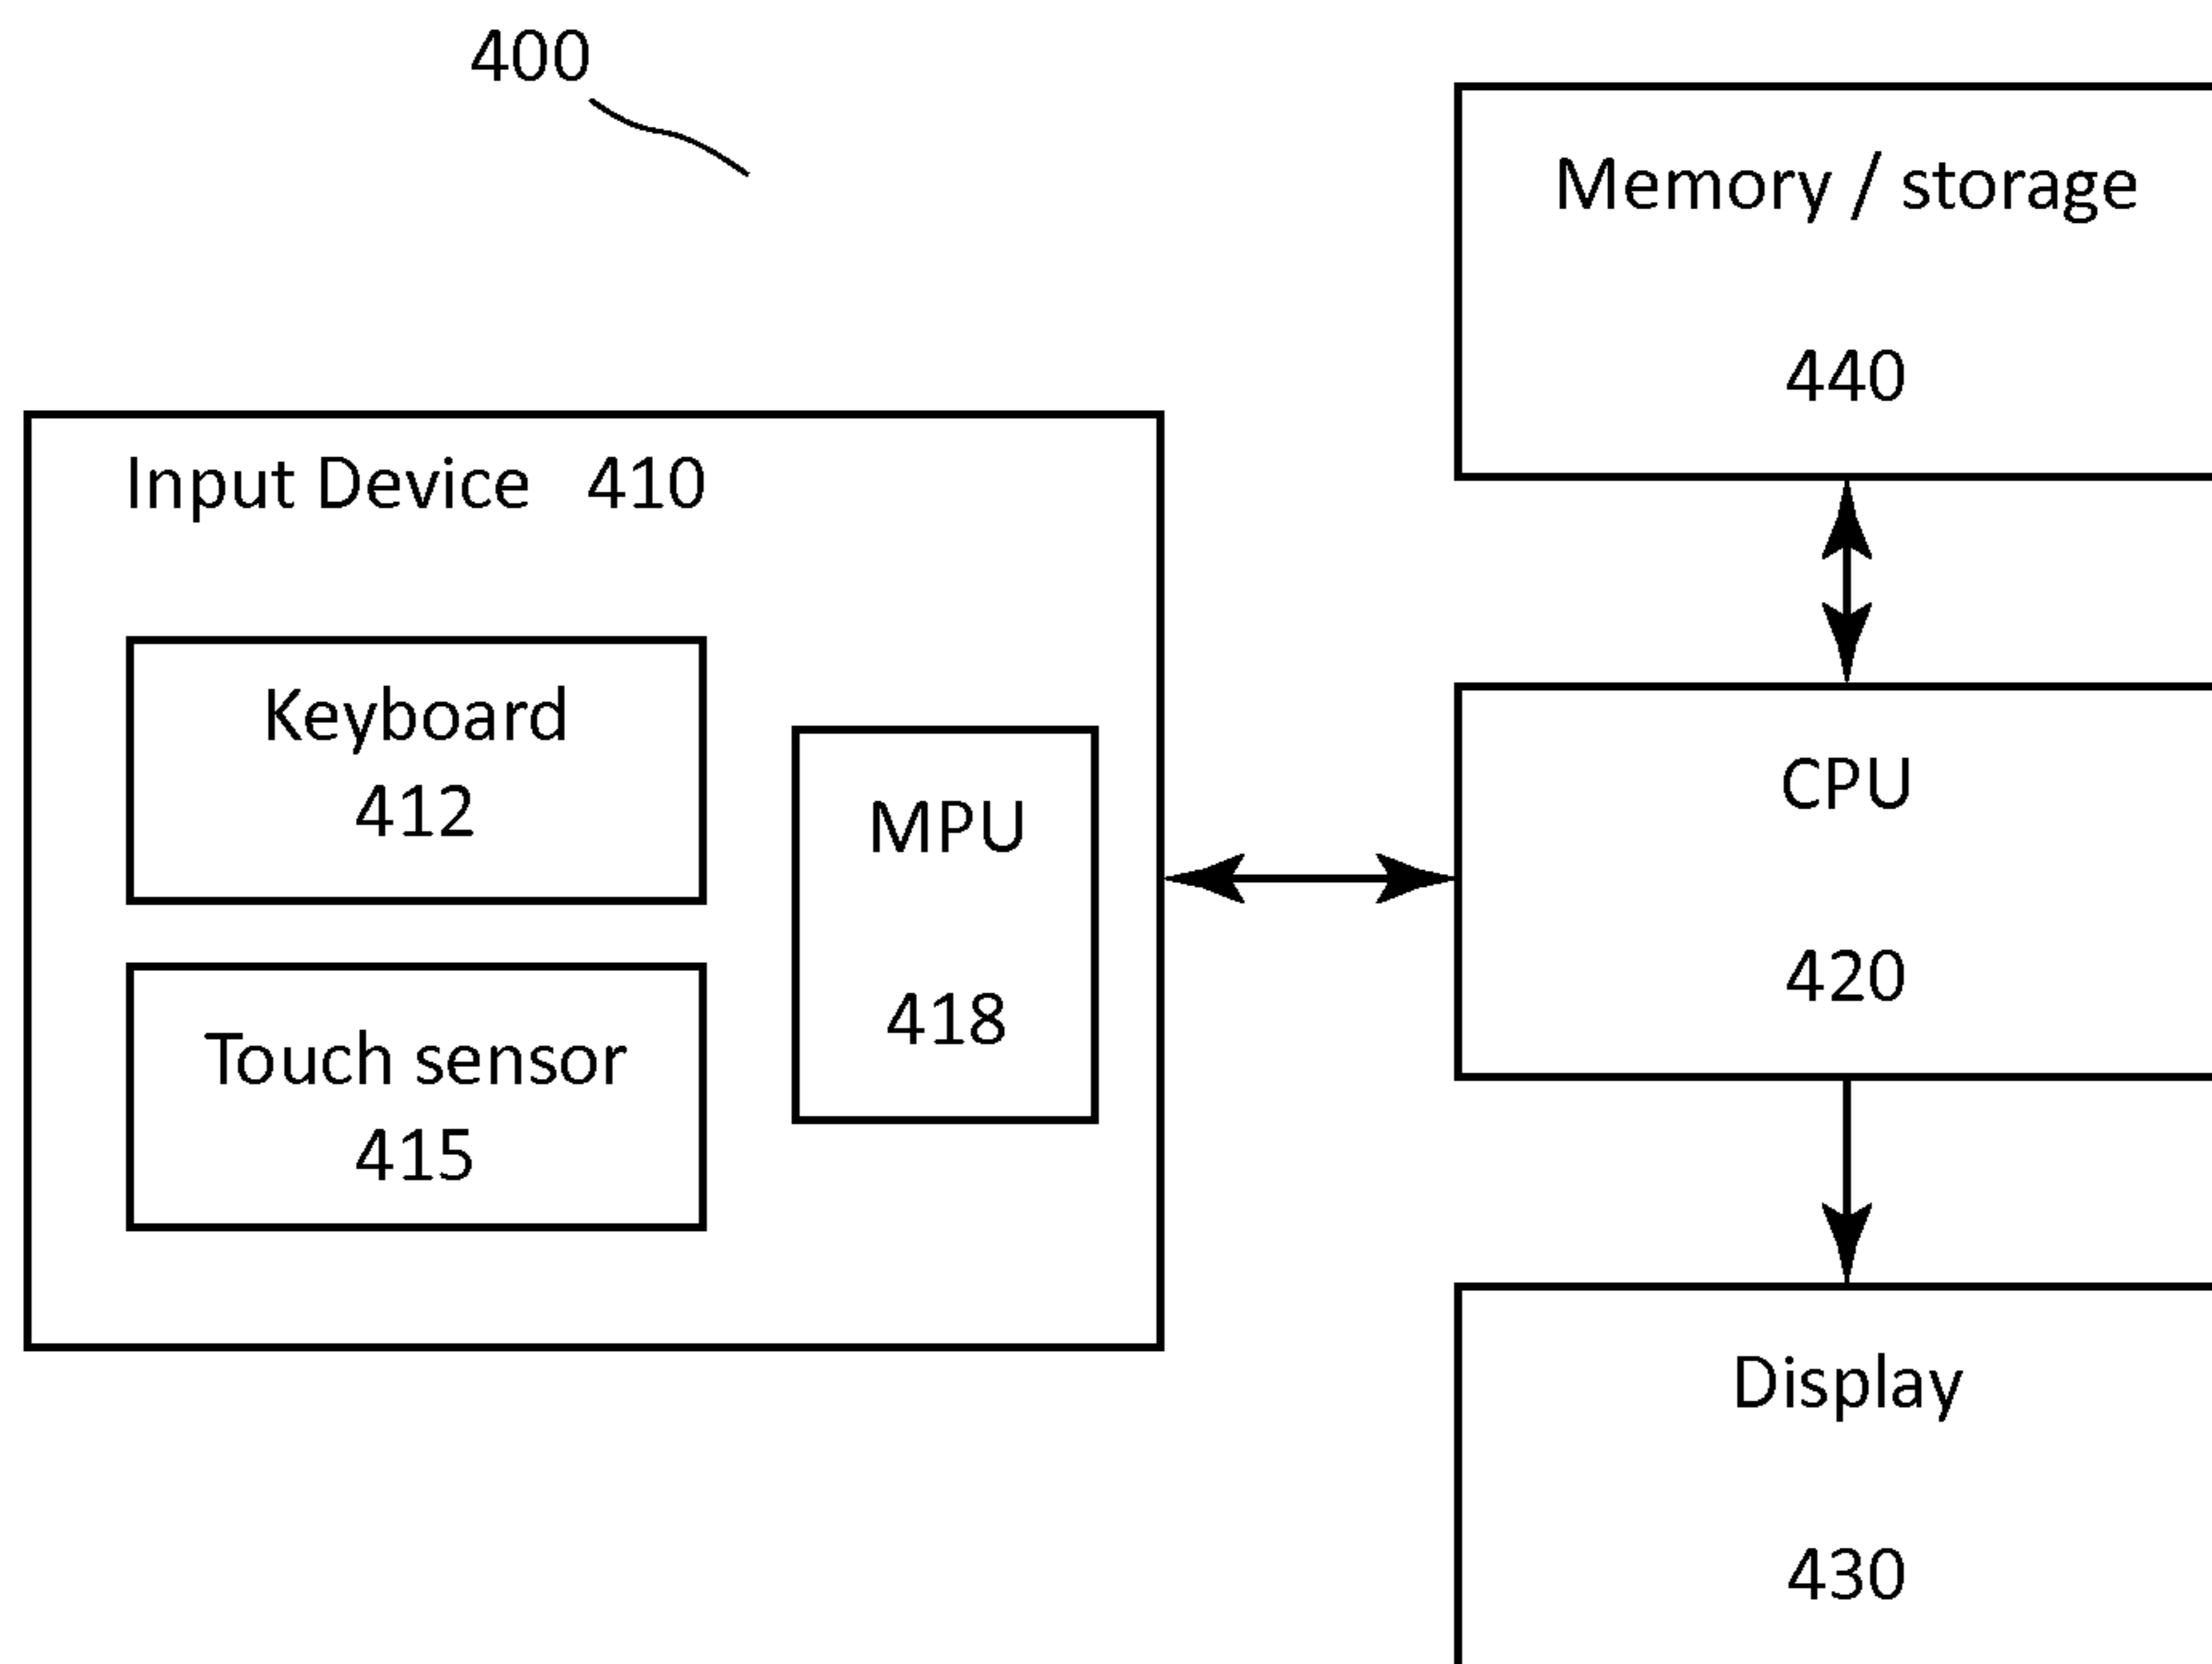 400
Memory / storage
440
Input Device 410
Keyboard
412
Touch sensor
415
MPU
418
CPU
420
Display
430